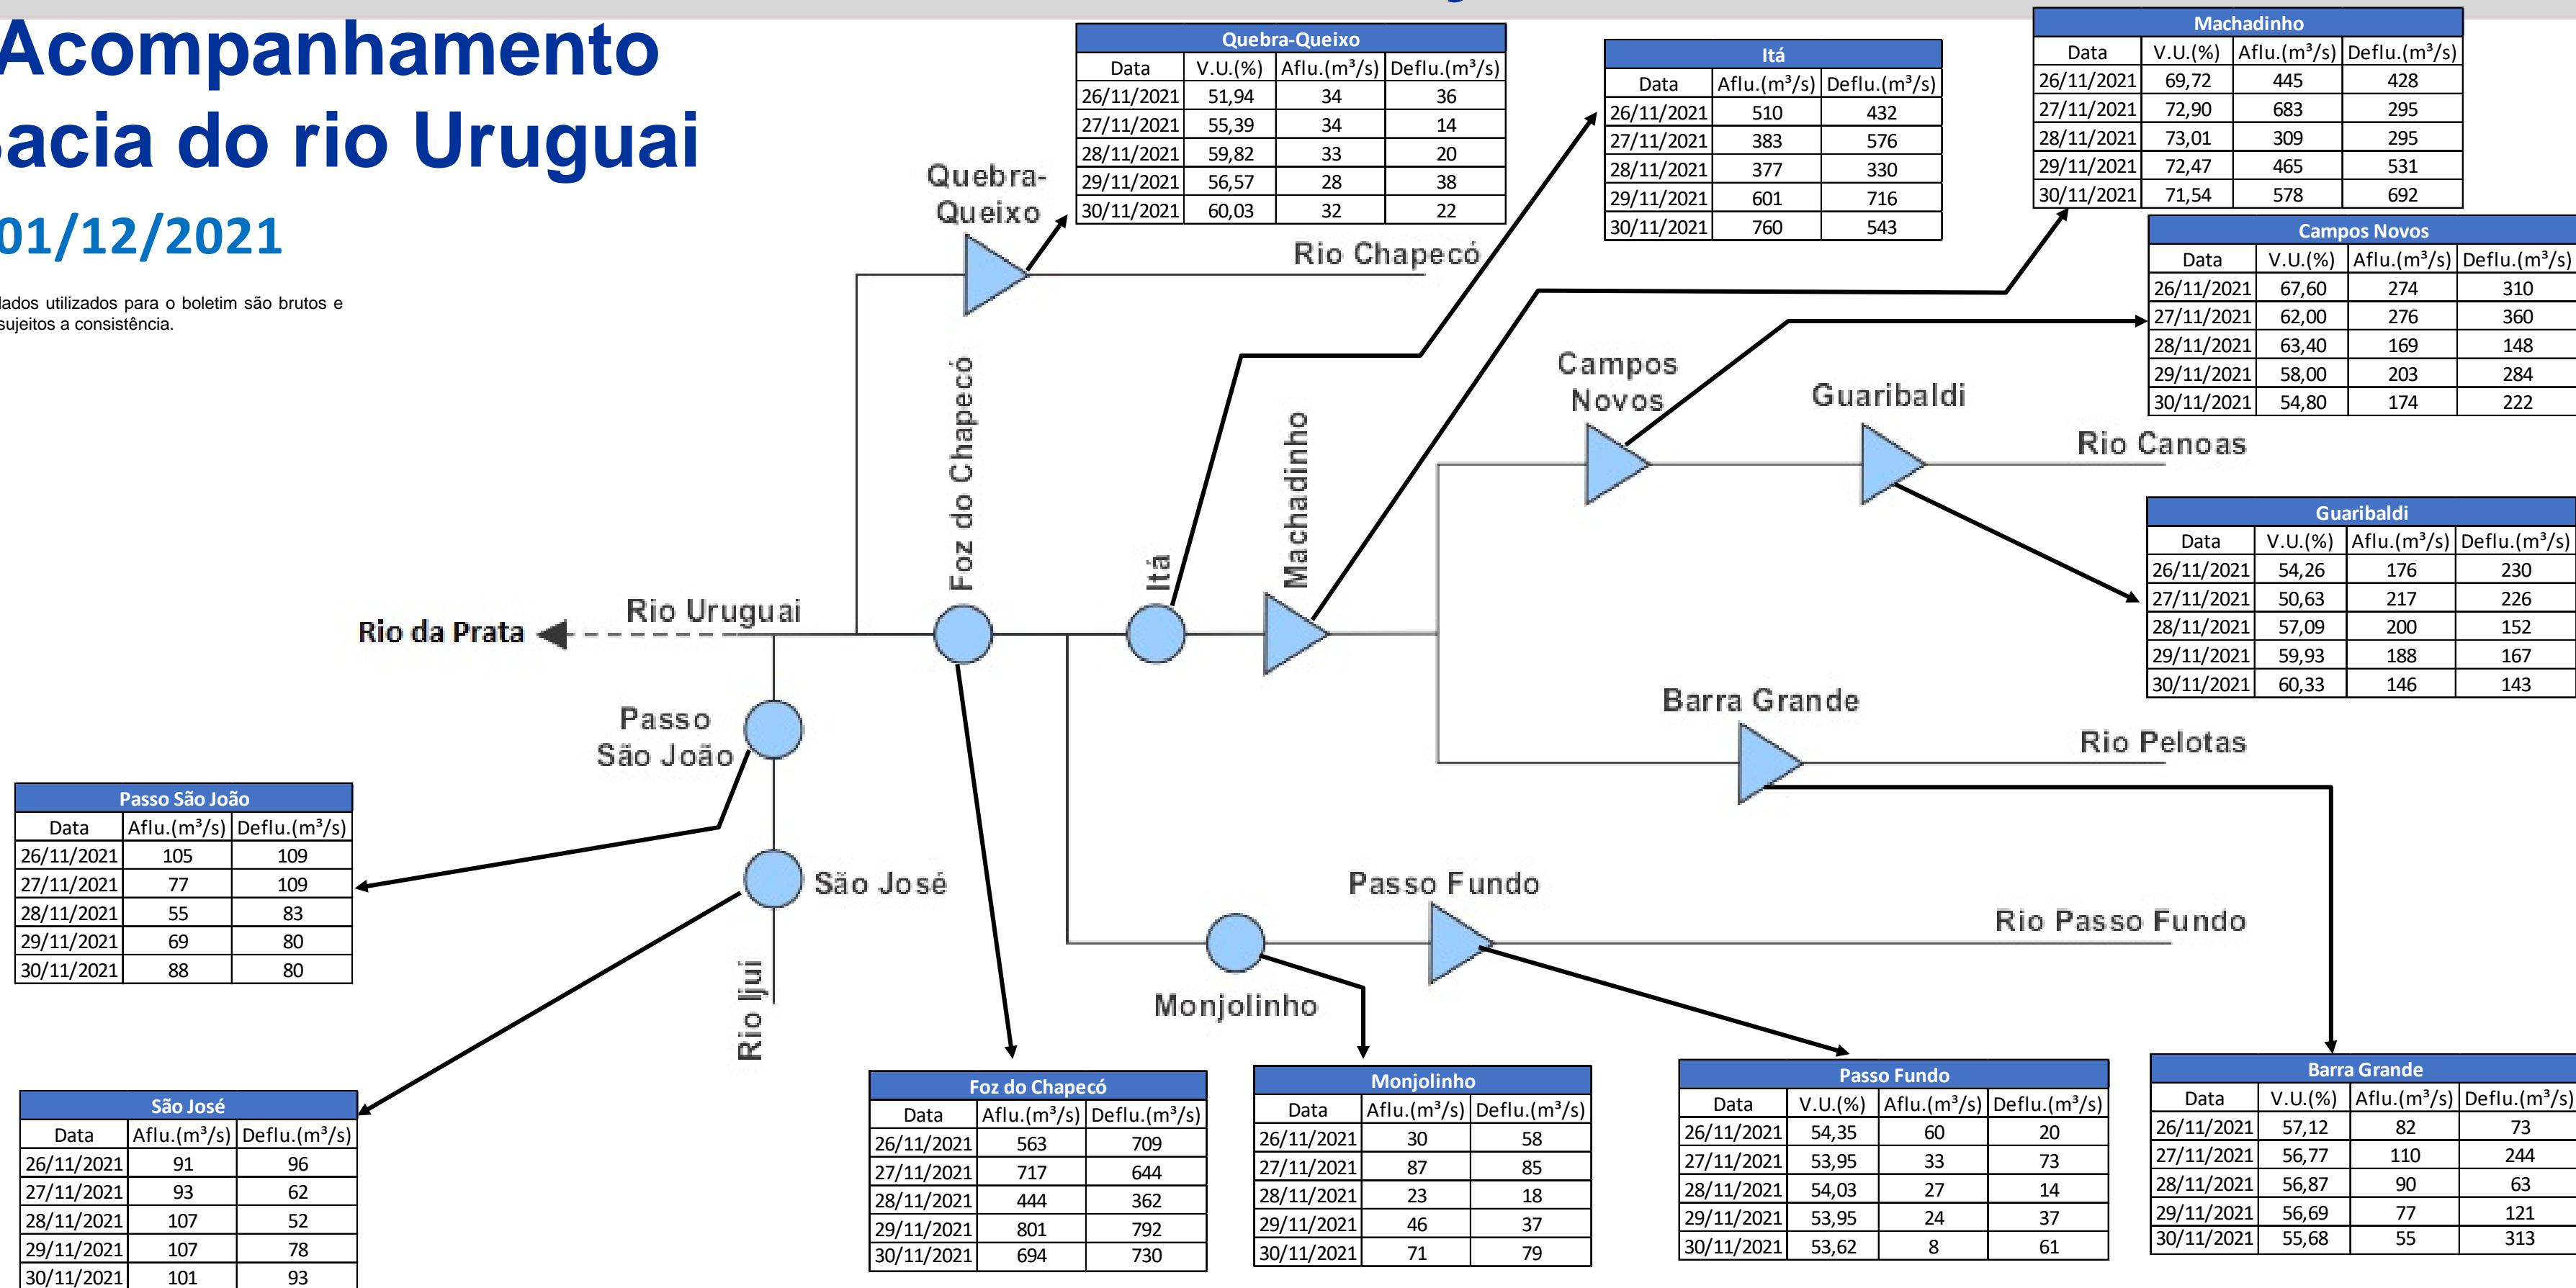 Acompanhamento
Bacia do rio Uruguai
01/12/2021
dados utilizados para o boletim são brutos e
sujeitos a consistência.
Quebra-Queixo
Data V.U.(%) Aflu.(m³/s) Deflu.(m³/s)
26/11/2021 51,94 34 36
27/11/2021 55,39 34 14
28/11/2021 59,82 33 20
29/11/2021 56,57 28 38
30/11/2021 60,03 32 22
Itá
Data Aflu.(m³/s) Deflu.(m³/s)
26/11/2021 510 432
27/11/2021 383 576
28/11/2021 377 330
29/11/2021 601 716
30/11/2021 760 543
Machadinho
Data V.U.(%) Aflu.(m³/s) Deflu.(m³/s)
26/11/2021 69,72 445 428
27/11/2021 72,90 683 295
28/11/2021 73,01 309 295
29/11/2021 72,47 465 531
30/11/2021 71,54 578 692
Campos Novos
Data V.U.(%) Aflu.(m³/s) Deflu.(m³/s)
26/11/2021 67,60 274 310
27/11/2021 62,00 276 360
28/11/2021 63,40 169 148
29/11/2021 58,00 203 284
30/11/2021 54,80 174 222
Quebra-
Queixo
Rio Chapecó
Foz do Chapecó
Itá
Machadinho
Campos
Novos
Guaribaldi
Rio Canoas
Guaribaldi
Data V.U.(%) Aflu.(m³/s) Deflu.(m³/s)
26/11/2021 54,26 176 230
27/11/2021 50,63 217 226
28/11/2021 57,09 200 152
29/11/2021 59,93 188 167
30/11/2021 60,33 146 143
Rio da Prata
Rio Uruguai
Passo
São João
Barra Grande
Rio Pelotas
São José
Rio Ijuí
Passo Fundo
Rio Passo Fundo
Monjolinho
Passo São João
Data Aflu.(m³/s) Deflu.(m³/s)
26/11/2021 105 109
27/11/2021 77 109
28/11/2021 55 83
29/11/2021 69 80
30/11/2021 88 80
São José
Data Aflu.(m³/s) Deflu.(m³/s)
26/11/2021 91 96
27/11/2021 93 62
28/11/2021 107 52
29/11/2021 107 78
30/11/2021 101 93
Foz do Chapecó
Data Aflu.(m³/s) Deflu.(m³/s)
26/11/2021 563 709
27/11/2021 717 644
28/11/2021 444 362
29/11/2021 801 792
30/11/2021 694 730
Monjolinho
Data Aflu.(m³/s) Deflu.(m³/s)
26/11/2021 30 58
27/11/2021 87 85
28/11/2021 23 18
29/11/2021 46 37
30/11/2021 71 79
Passo Fundo
Data V.U.(%) Aflu.(m³/s) Deflu.(m³/s)
26/11/2021 54,35 60 20
27/11/2021 53,95 33 73
28/11/2021 54,03 27 14
29/11/2021 53,95 24 37
30/11/2021 53,62 8 61
Barra Grande
Data V.U.(%) Aflu.(m³/s) Deflu.(m³/s)
26/11/2021 57,12 82 73
27/11/2021 56,77 110 244
28/11/2021 56,87 90 63
29/11/2021 56,69 77 121
30/11/2021 55,68 55 313